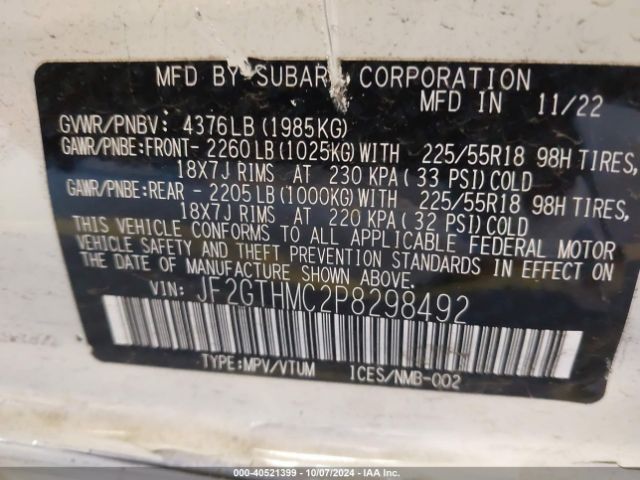 MFD BY SUBARU CORPORATION
MFD IN 11/22
GVWR/PNBV: 4376LB (1985KG)
GAWR/PNBE:FRONT- 2260 LB (1025KG) WITH 225/55R18 98H TIRES,
18X7J RIMS AT 230 KPA ( 33 PSI) COLD
GAWR/PNBE:REAR - 2205 LB (1000KG) WITH 225/55R18 98H TIRES,
18X7J RIMS AT 220 KPA ( 32 PSI) COLD
THIS VEHICLE CONFORMS TO ALL APPLICABLE FEDERAL MOTOR
VEHICLE SAFETY AND THEFT PREVENTION STANDARDS IN EFFECT ON
THE DATE OF MANUFACTURE SHOWN ABOVE.
VIN: JF2GTHMC2P8298492
TYPE:MPV/VTUM ICES/NMB-002
000-40521399 - 10/07/2024 - IAA Inc.